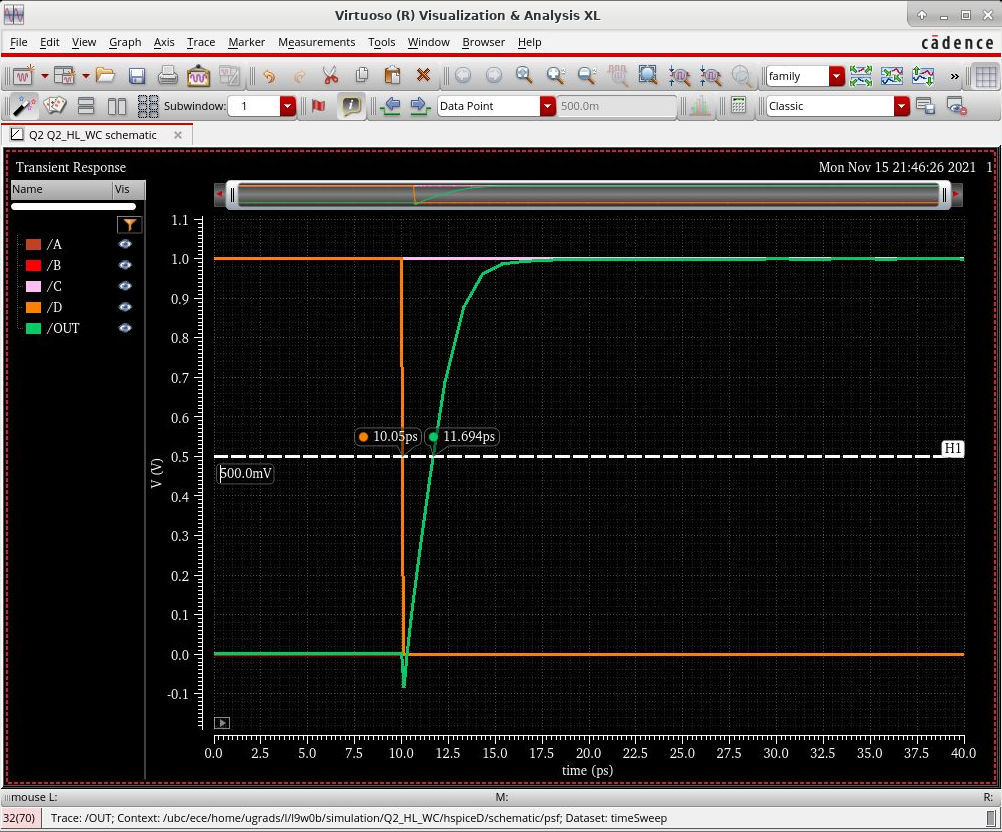 Virtuoso (R) Visualization & Analysis XL
File Edit View Graph Axis Trace Marker Measurements Tools Window Browser Help
cādence
family
»
Subwindow: 1
Data Point
500.0m
Classic
Q2 Q2_HL_WC schematic
Transient Response
Mon Nov 15 21:46:26 2021 1
Name Vis
/A
/B
/C
/D
/OUT
1.1
1.0
0.9
0.8
0.7
0.6
0.5
0.4
0.3
0.2
0.1
0.0
-0.1
V (V)
10.05ps
11.694ps
H1
500.0mV
0.0 2.5 5.0 7.5 10.0 12.5 15.0 17.5 20.0 22.5 25.0 27.5 30.0 32.5 35.0 37.5 40.0
time (ps)
mouse L: M: R:
32(70) Trace: /OUT; Context: /ubc/ece/home/ugrads/l/l9w0b/simulation/Q2_HL_WC/hspiceD/schematic/psf; Dataset: timeSweep